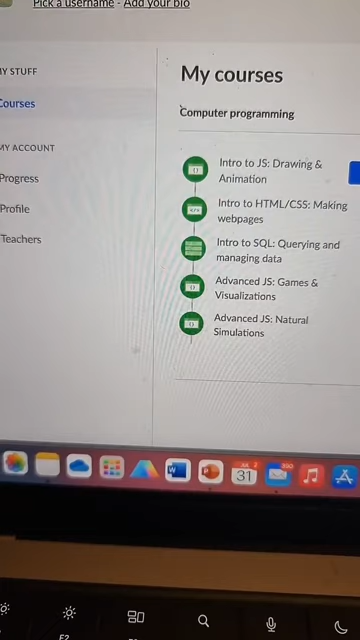 Pick a username - Add your bio
MY STUFF
Courses
MY ACCOUNT
Progress
Profile
Teachers
My courses
Computer programming
Intro to JS: Drawing &
Animation
Intro to HTML/CSS: Making
webpages
Intro to SQL: Querying and
managing data
Advanced JS: Games &
Visualizations
Advanced JS: Natural
Simulations
31